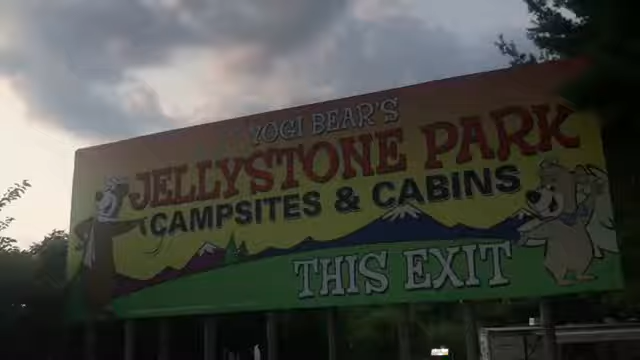 YOGI BEAR'S
JELLYSTONE PARK
CAMPSITES & CABINS
THIS EXIT